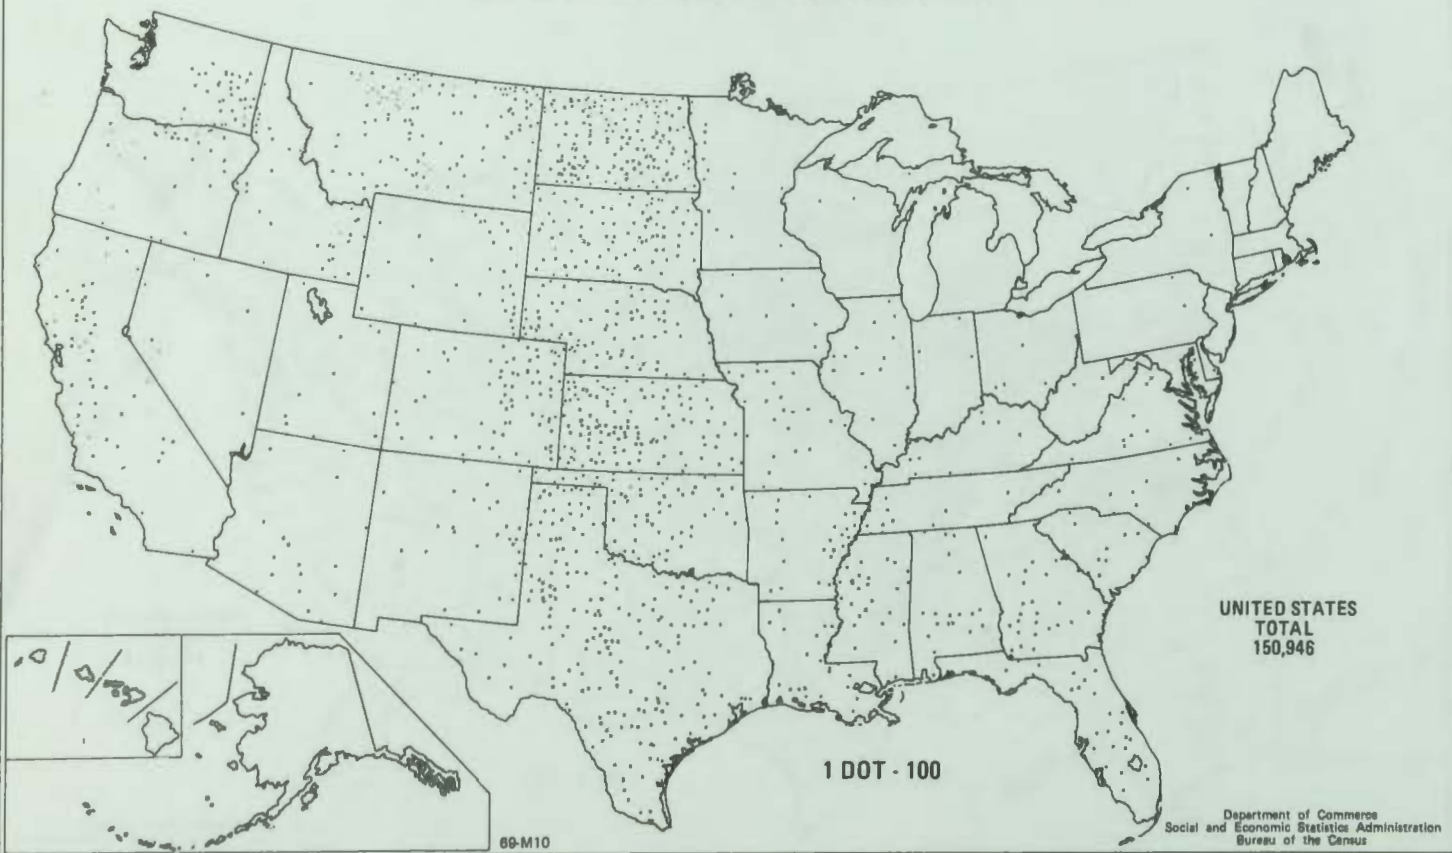 UNITED STATES
TOTAL
150,946
1 DOT - 100
69-M10
Department of Commerce
Social and Economic Statistics Administration
Bureau of the Census